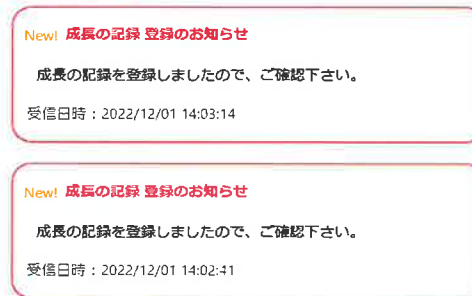 New! 成長の記録 登録のお知らせ
成長の記録を登録しましたので、ご確認下さい。
受信日時：2022/12/01 14:03:14
New! 成長の記録 登録のお知らせ
成長の記録を登録しましたので、ご確認下さい。
受信日時：2022/12/01 14:02:41